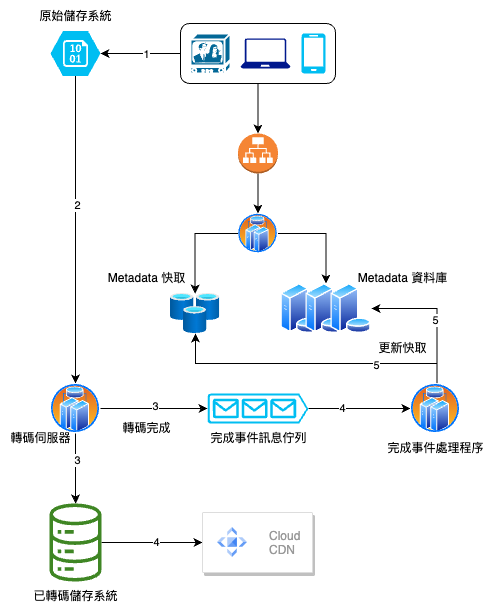 原始儲存系統
10
01
1
2
Metadata 快取
Metadata 資料庫
5
更新快取
5
3
4
轉碼伺服器
轉碼完成
完成事件訊息佇列
完成事件處理程序
3
4
Cloud
CDN
已轉碼儲存系統